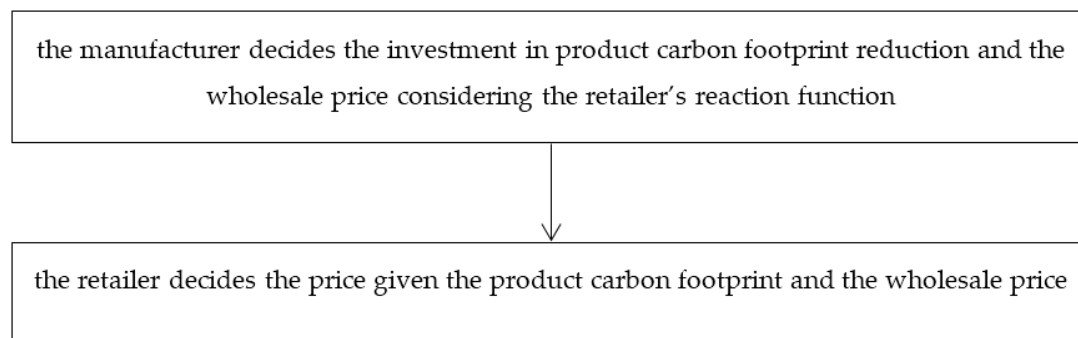 the manufacturer decides the investment in product carbon footprint reduction and the
wholesale price considering the retailer’s reaction function
the retailer decides the price given the product carbon footprint and the wholesale price